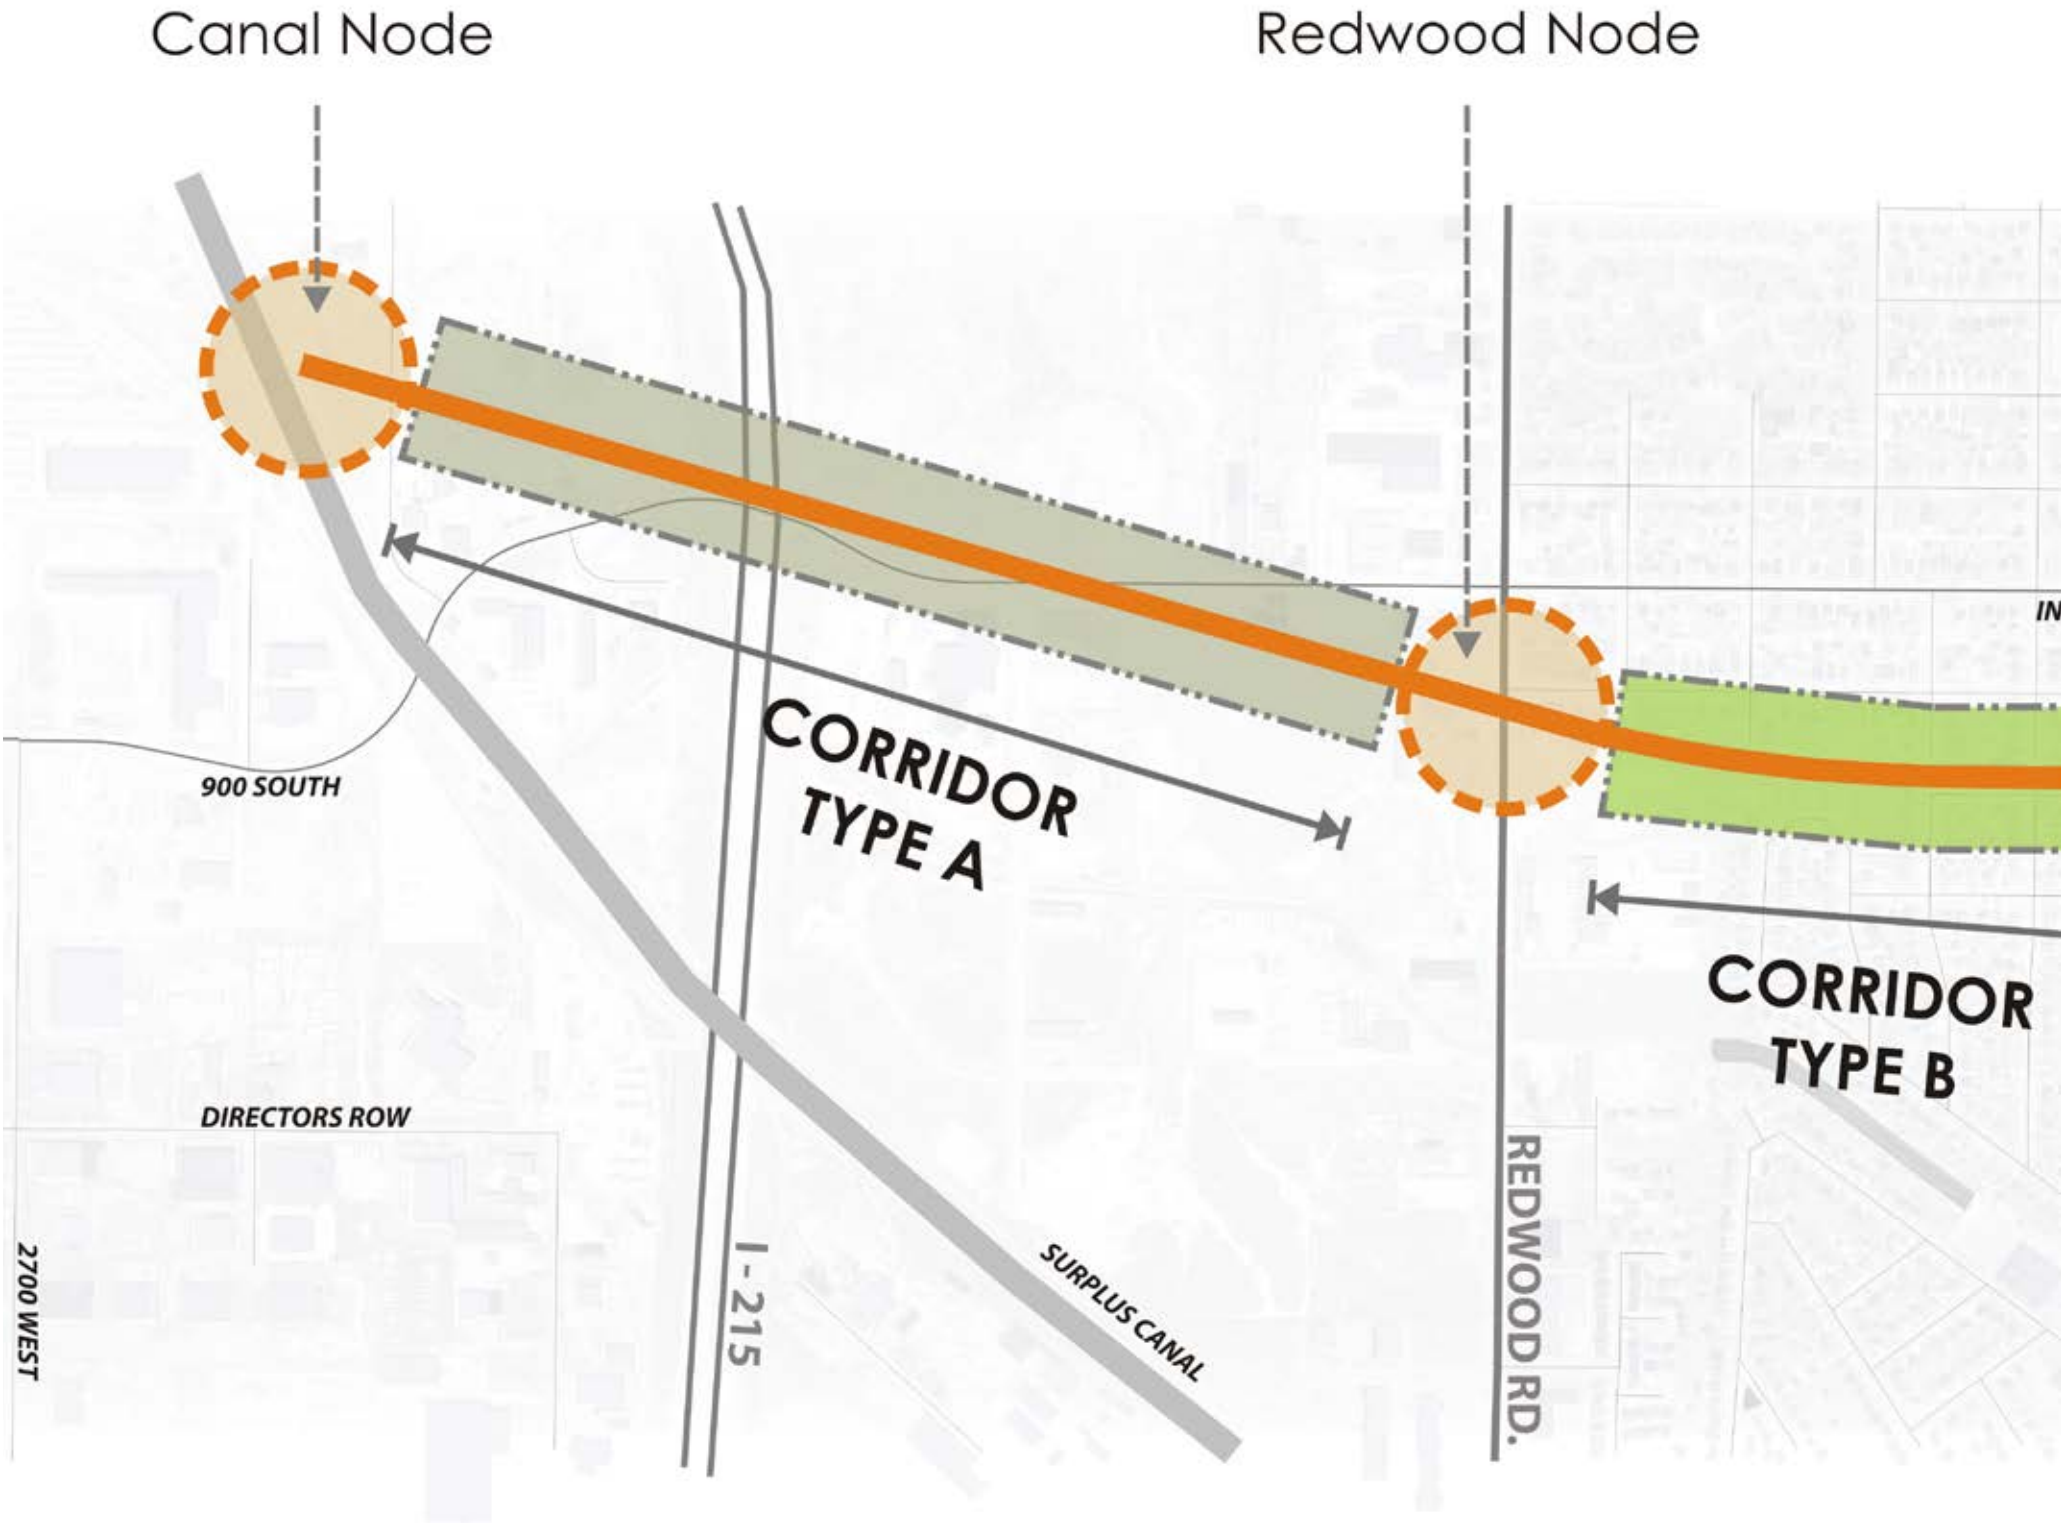 Canal Node
Redwood Node
IN
CORRIDOR
TYPE A
900 SOUTH
CORRIDOR
TYPE B
DIRECTORS ROW
REDWOOD RD.
2700 WEST
I-215
SURPLUS CANAL